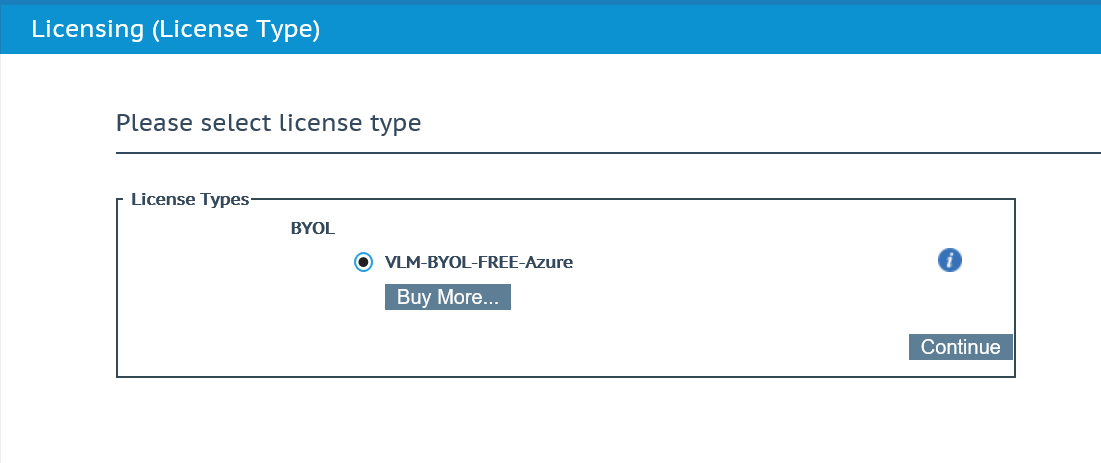 Licensing (License Type)
Please select license type
License Types
BYOL
VLM-BYOL-FREE-Azure
i
Buy More...
Continue